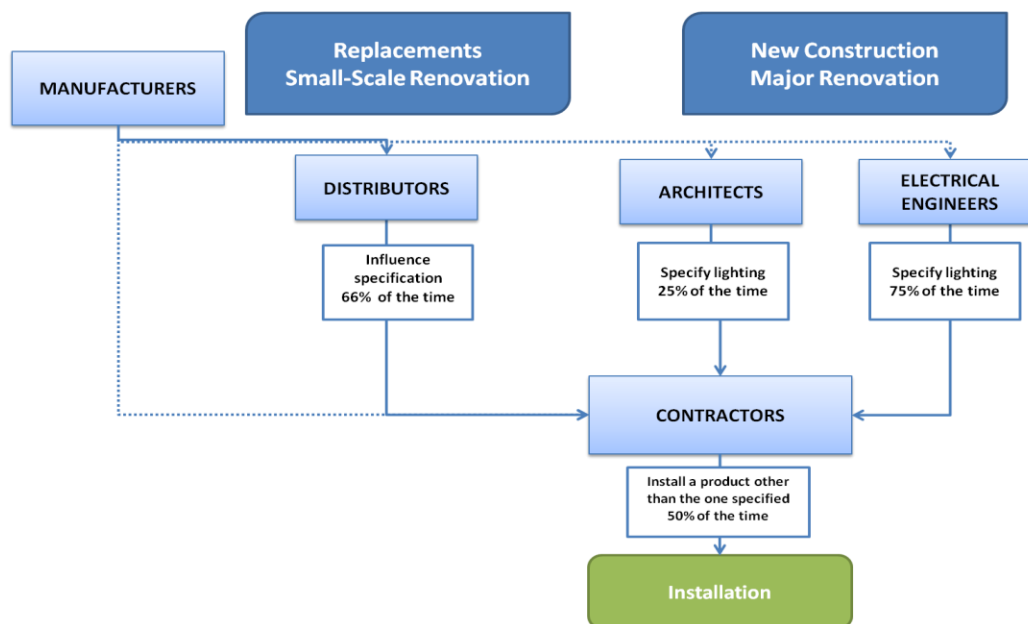 Replacements
Small-Scale Renovation
New Construction
Major Renovation
MANUFACTURERS
DISTRIBUTORS
ARCHITECTS
ELECTRICAL
ENGINEERS
Influence
specification
66% of the time
Specify lighting
25% of the time
Specify lighting
75% of the time
CONTRACTORS
Install a product other
than the one specified
50% of the time
Installation